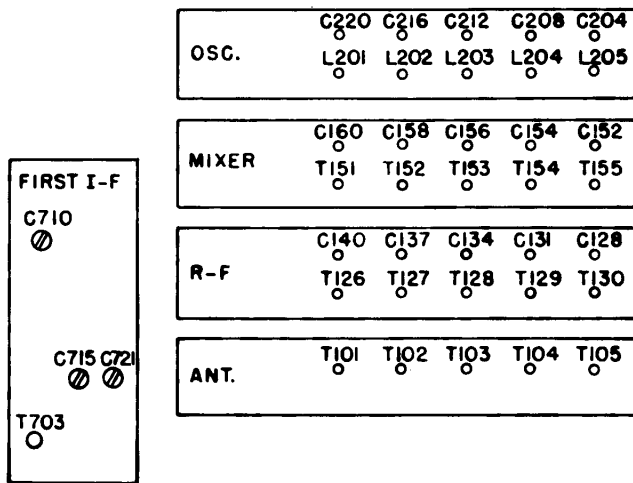 C220 C216 C212 C208 C204
OSC.
L201 L202 L203 L204 L205
C160 C158 C156 C154 C152
MIXER
T151 T152 T153 T154 T155
FIRST I-F
C710
C715 C721
T703
C140 C137 C134 C131 C128
R-F
T126 T127 T128 T129 T130
ANT.
T101 T102 T103 T104 T105